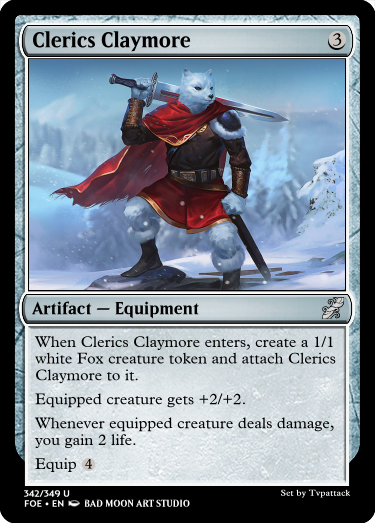 Clerics Claymore 3
Artifact — Equipment
When Clerics Claymore enters, create a 1/1
white Fox creature token and attach Clerics
Claymore to it.
Equipped creature gets +2/+2.
Whenever equipped creature deals damage,
you gain 2 life.
Equip 4
342/349 U
Set by Tvpattack
FOE • EN BAD MOON ART STUDIO